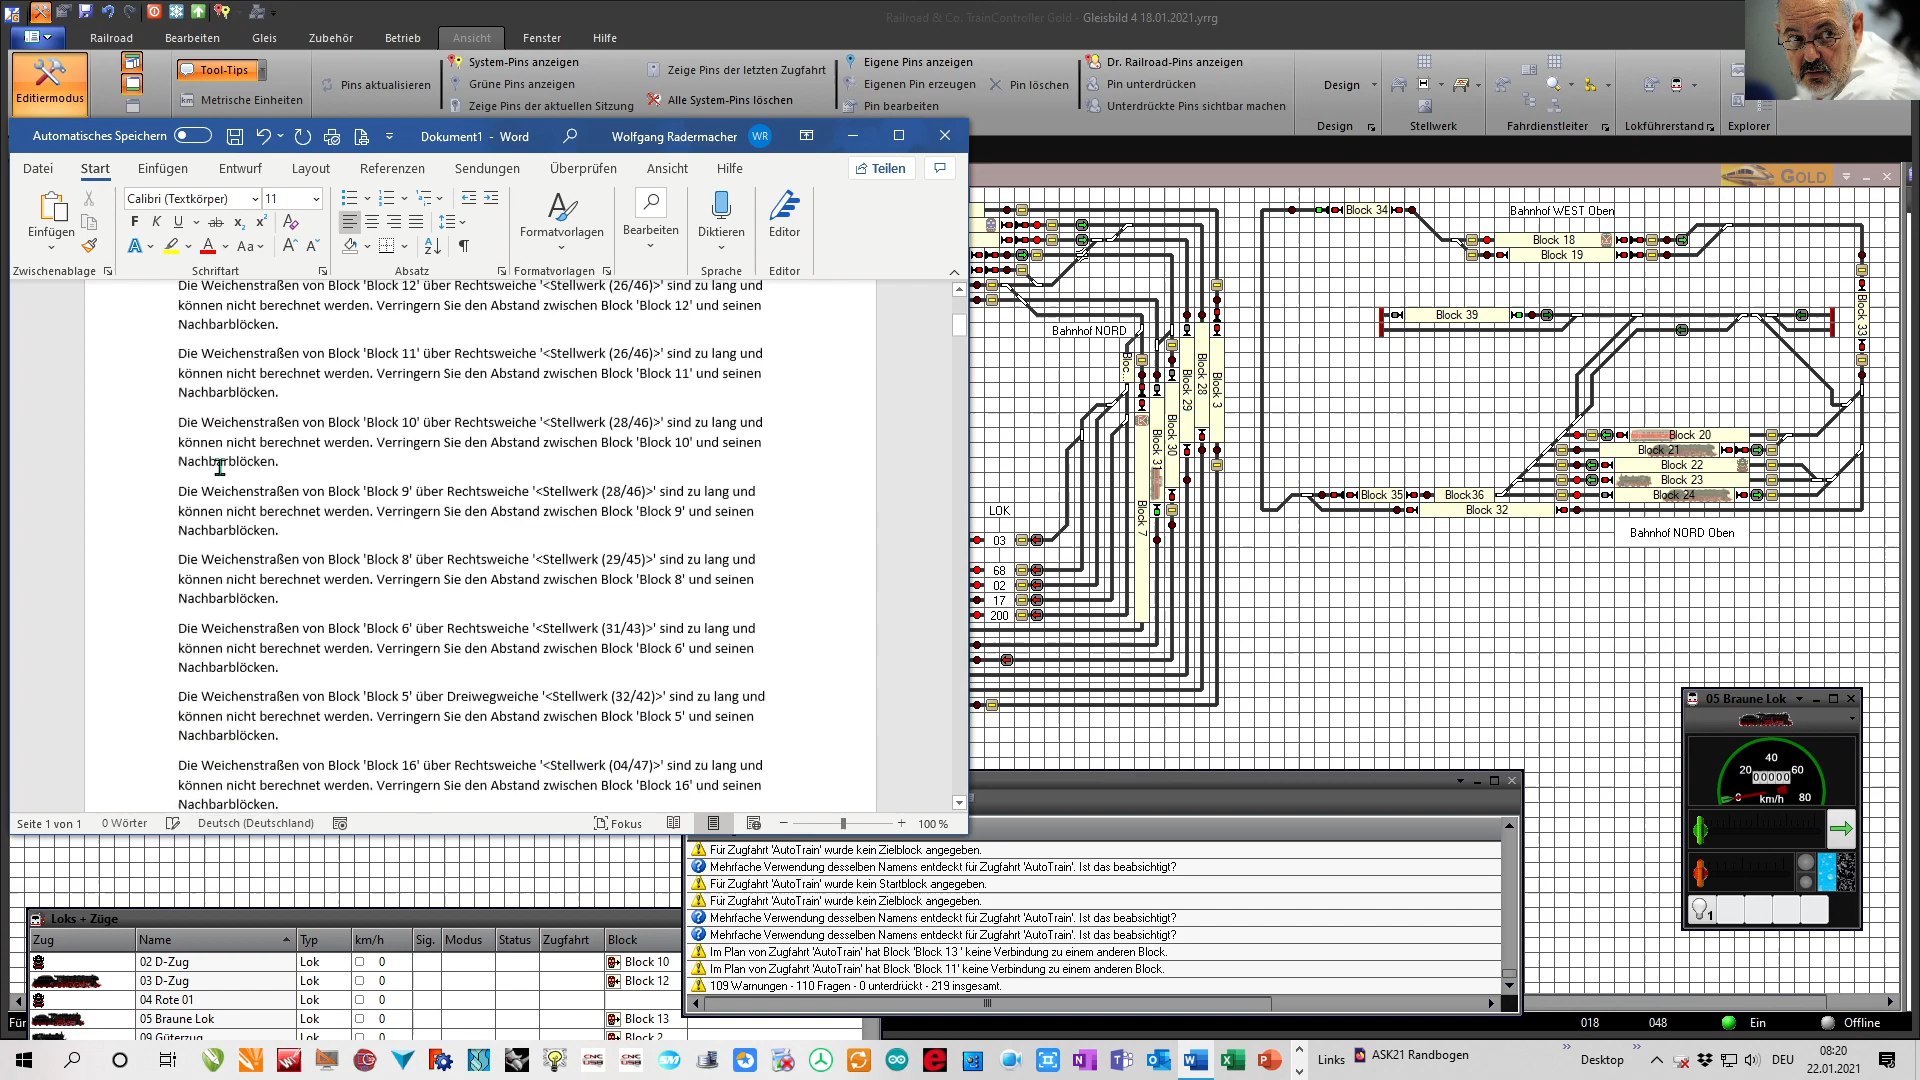 Railroad & Co. TrainController Gold - Gleisbild 4 18.01.2021.yrrg
Railroad
Bearbeiten
Gleis
Zubehör
Betrieb
Ansicht
Fenster
Hilfe
Editiermodus
Tool-Tips
Metrische Einheiten
Pins aktualisieren
System-Pins anzeigen
Grüne Pins anzeigen
Zeige Pins der aktuellen Sitzung
Zeige Pins der letzten Zugfahrt
Alle System-Pins löschen
Eigene Pins anzeigen
Eigenen Pin erzeugen
Pin löschen
Pin bearbeiten
Dr. Railroad-Pins anzeigen
Pin unterdrücken
Unterdrückte Pins sichtbar machen
Design
Design
Stellwerk
Fahrdienstleiter
Lokführerstand
Explorer
Automatisches Speichern
Dokument1 - Word
Wolfgang Radermacher
WR
Datei
Start
Einfügen
Entwurf
Layout
Referenzen
Sendungen
Überprüfen
Ansicht
Hilfe
Teilen
Einfügen
Calibri (Textkörper)
11
F K U ab x₂ x²
Formatvorlagen
Bearbeiten
Diktieren
Editor
Zwischenablage
Schriftart
Absatz
Formatvorlagen
Sprache
Editor
Die Weichenstraßen von Block 'Block 12' über Rechtsweiche '<Stellwerk (26/46)>' sind zu lang und
können nicht berechnet werden. Verringern Sie den Abstand zwischen Block 'Block 12' und seinen
Nachbarblöcken.
Die Weichenstraßen von Block 'Block 11' über Rechtsweiche '<Stellwerk (26/46)>' sind zu lang und
können nicht berechnet werden. Verringern Sie den Abstand zwischen Block 'Block 11' und seinen
Nachbarblöcken.
Die Weichenstraßen von Block 'Block 10' über Rechtsweiche '<Stellwerk (28/46)>' sind zu lang und
können nicht berechnet werden. Verringern Sie den Abstand zwischen Block 'Block 10' und seinen
Nachbarblöcken.
Die Weichenstraßen von Block 'Block 9' über Rechtsweiche '<Stellwerk (28/46)>' sind zu lang und
können nicht berechnet werden. Verringern Sie den Abstand zwischen Block 'Block 9' und seinen
Nachbarblöcken.
Die Weichenstraßen von Block 'Block 8' über Rechtsweiche '<Stellwerk (29/45)>' sind zu lang und
können nicht berechnet werden. Verringern Sie den Abstand zwischen Block 'Block 8' und seinen
Nachbarblöcken.
Die Weichenstraßen von Block 'Block 6' über Rechtsweiche '<Stellwerk (31/43)>' sind zu lang und
können nicht berechnet werden. Verringern Sie den Abstand zwischen Block 'Block 6' und seinen
Nachbarblöcken.
Die Weichenstraßen von Block 'Block 5' über Dreiwegweiche '<Stellwerk (32/42)>' sind zu lang und
können nicht berechnet werden. Verringern Sie den Abstand zwischen Block 'Block 5' und seinen
Nachbarblöcken.
Die Weichenstraßen von Block 'Block 16' über Rechtsweiche '<Stellwerk (04/47)>' sind zu lang und
können nicht berechnet werden. Verringern Sie den Abstand zwischen Block 'Block 16' und seinen
Nachbarblöcken.
Seite 1 von 1
0 Wörter
Deutsch (Deutschland)
Fokus
100 %
GOLD
Block 34
Bahnhof WEST Oben
Block 18
Block 19
Block 33
Block 39
Bahnhof NORD
Bloc...
Block 29
Block 28
Block 3
Block 31
Block 30
Block 7
Block 20
Block 21
Block 22
Block 23
Block 24
Block 35
Block36
Block 32
Bahnhof NORD Oben
LOK
03
68
02
17
200
05 Braune Lok
0 20 40 60 80
00000
km/h
1
Für Zugfahrt 'AutoTrain' wurde kein Zielblock angegeben.
Mehrfache Verwendung desselben Namens entdeckt für Zugfahrt 'AutoTrain'. Ist das beabsichtigt?
Für Zugfahrt 'AutoTrain' wurde kein Startblock angegeben.
Für Zugfahrt 'AutoTrain' wurde kein Zielblock angegeben.
Mehrfache Verwendung desselben Namens entdeckt für Zugfahrt 'AutoTrain'. Ist das beabsichtigt?
Mehrfache Verwendung desselben Namens entdeckt für Zugfahrt 'AutoTrain'. Ist das beabsichtigt?
Im Plan von Zugfahrt 'AutoTrain' hat Block 'Block 13 ' keine Verbindung zu einem anderen Block.
Im Plan von Zugfahrt 'AutoTrain' hat Block 'Block 11' keine Verbindung zu einem anderen Block.
109 Warnungen - 110 Fragen - 0 unterdrückt - 219 insgesamt.
Loks + Züge
Zug Name Typ km/h Sig. Modus Status Zugfahrt Block
02 D-Zug Lok 0 Block 10
03 D-Zug Lok 0 Block 12
04 Rote 01 Lok 0
05 Braune Lok Lok 0 Block 13
09 Güterzug Lok 0 Block 2
Für
018
048
Ein
Offline
Links
ASK21 Randbogen
Desktop
DEU
08:20
22.01.2021